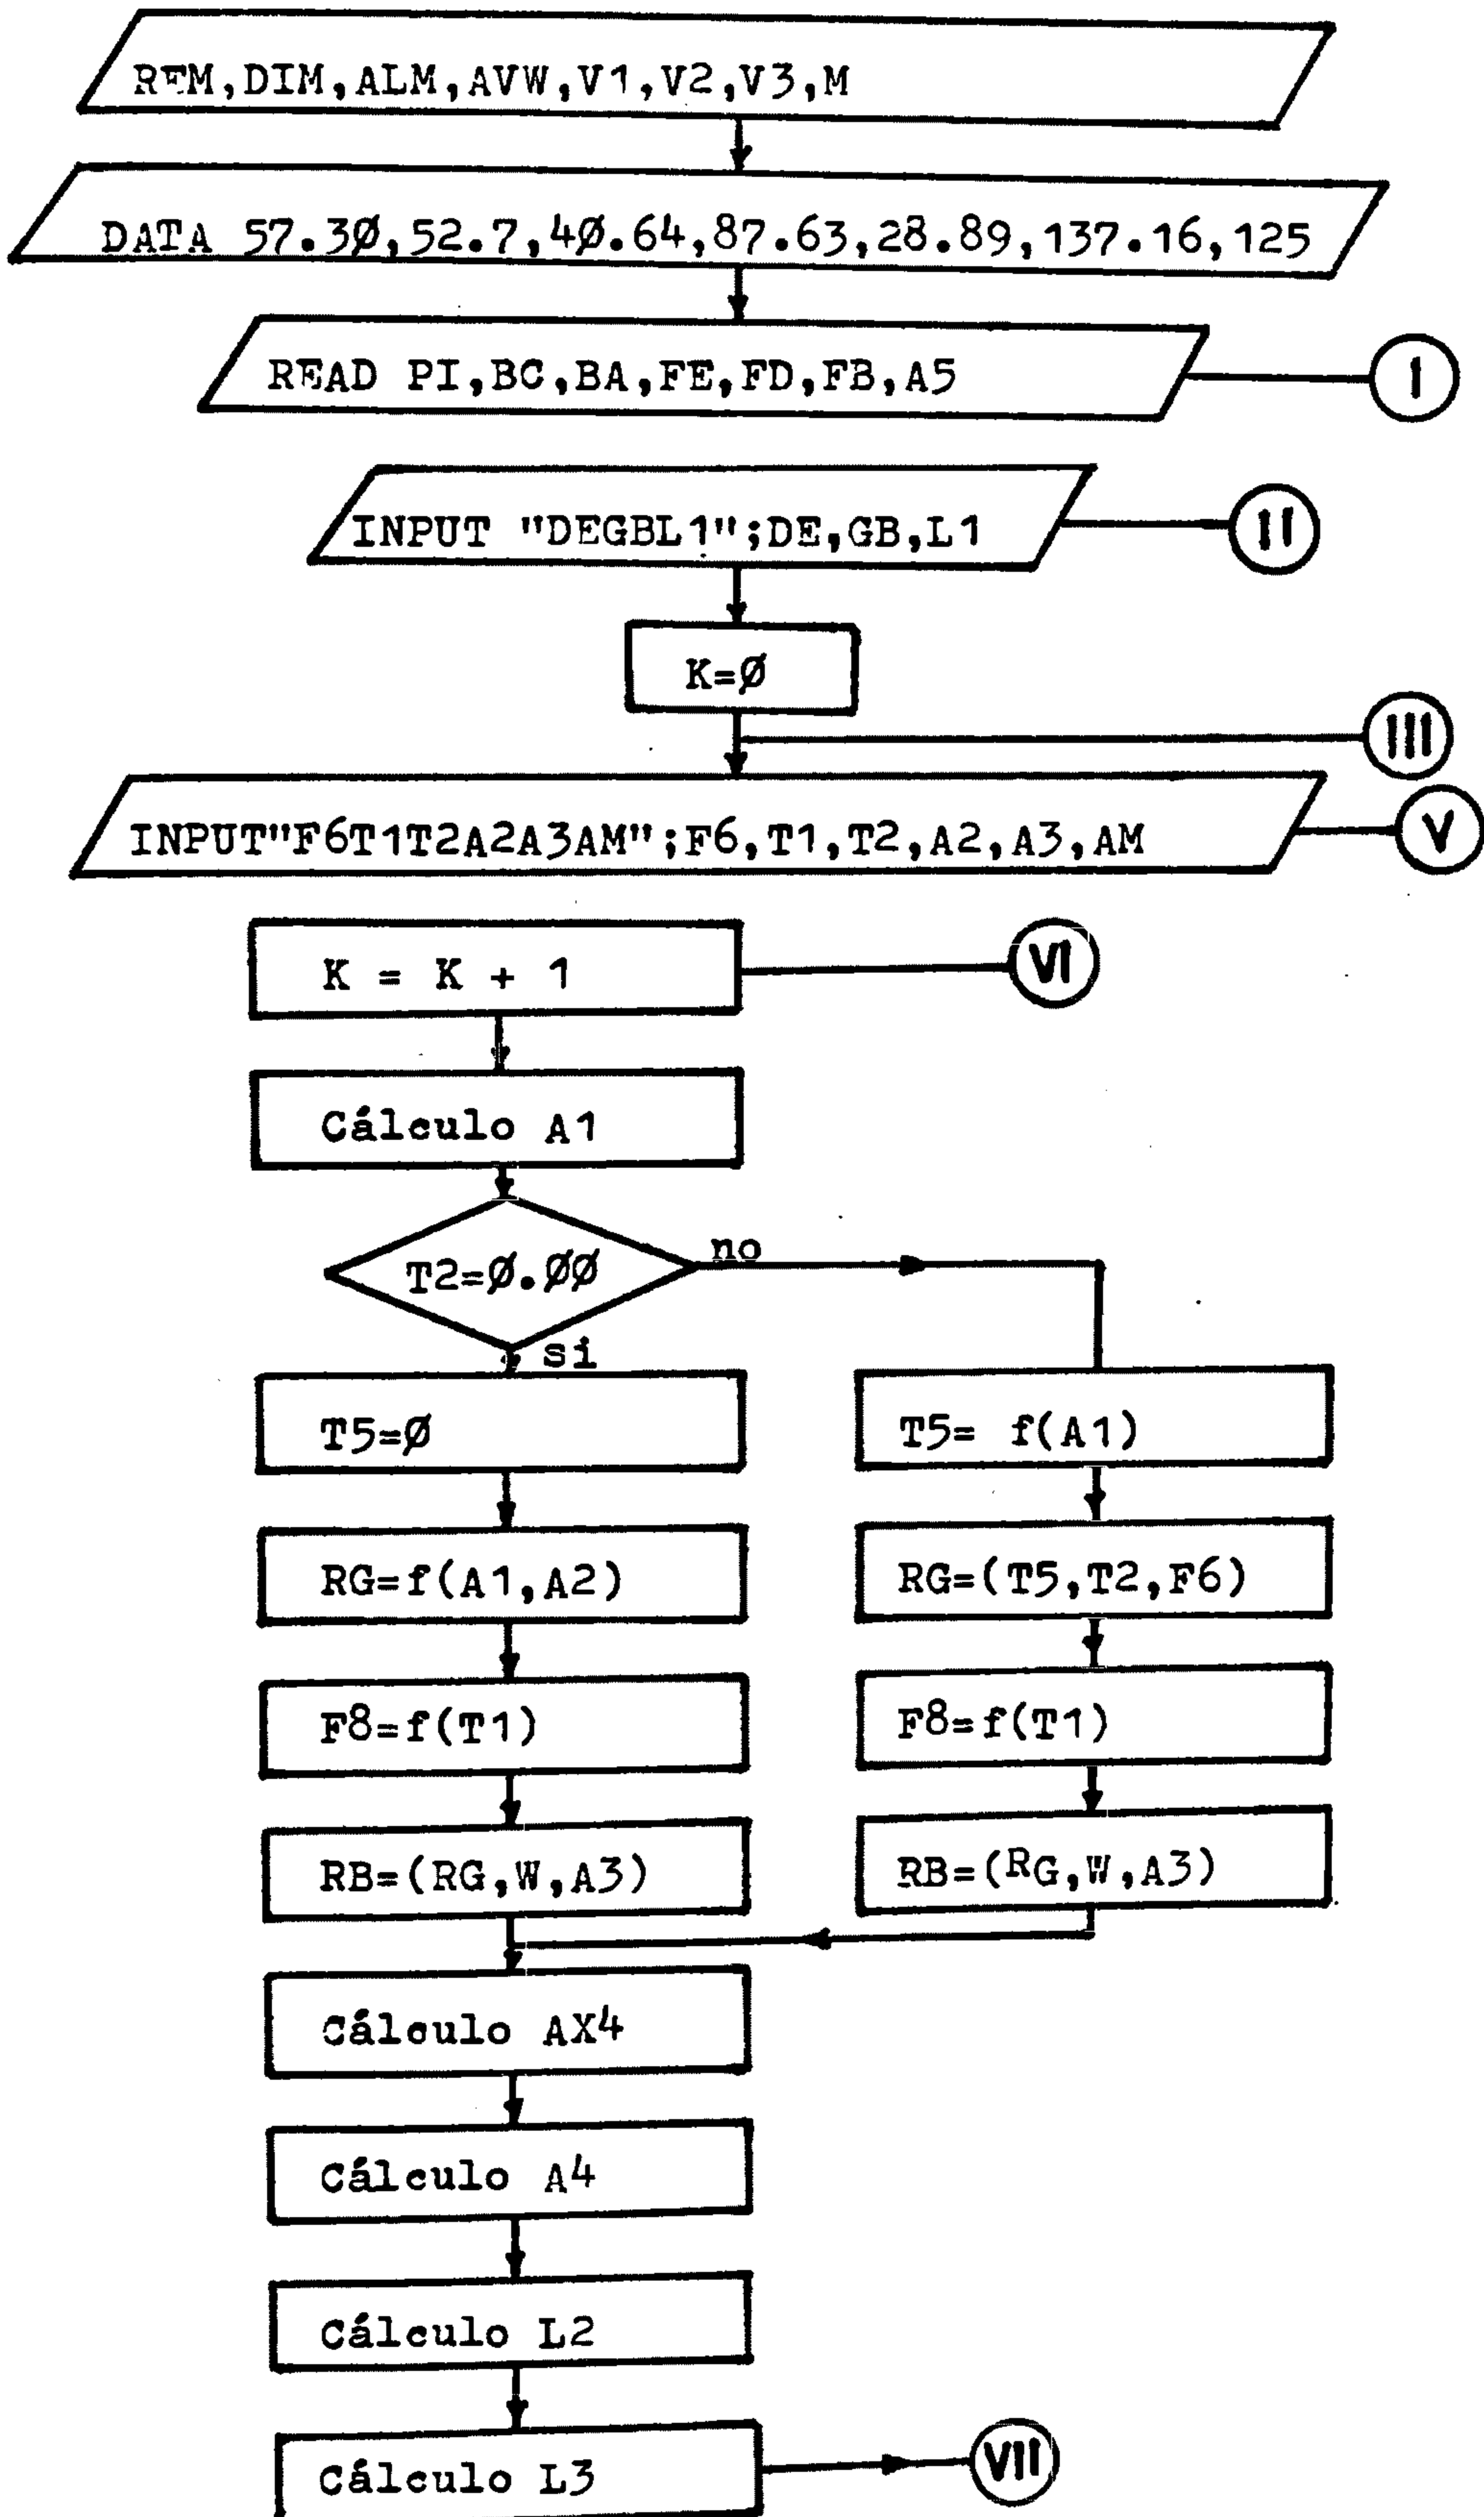 REM,DIM,ALM,AVW,V1,V2,V3,M
DATA 57.3Ø,52.7,4Ø.64,87.63,28.89,137.16,125
READ PI,BC,BA,FE,FD,FB,A5
I
INPUT "DEGBL1";DE,GB,L1
II
K=Ø
III
INPUT"F6T1T2A2A3AM";F6,T1,T2,A2,A3,AM
V
K = K + 1
VI
Cálculo A1
T2=Ø.ØØ
no
si
T5=Ø
T5= f(A1)
RG=f(A1,A2)
RG=(T5,T2,F6)
F8=f(T1)
F8=f(T1)
RB=(RG,W,A3)
RB=(RG,W,A3)
Cálculo AX4
Cálculo A4
Cálculo L2
Cálculo L3
VII